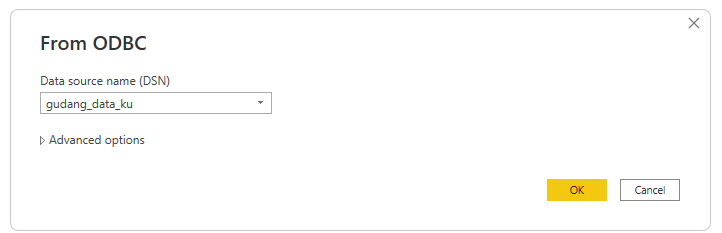 From ODBC
Data source name (DSN)
gudang_data_ku
Advanced options
OK
Cancel